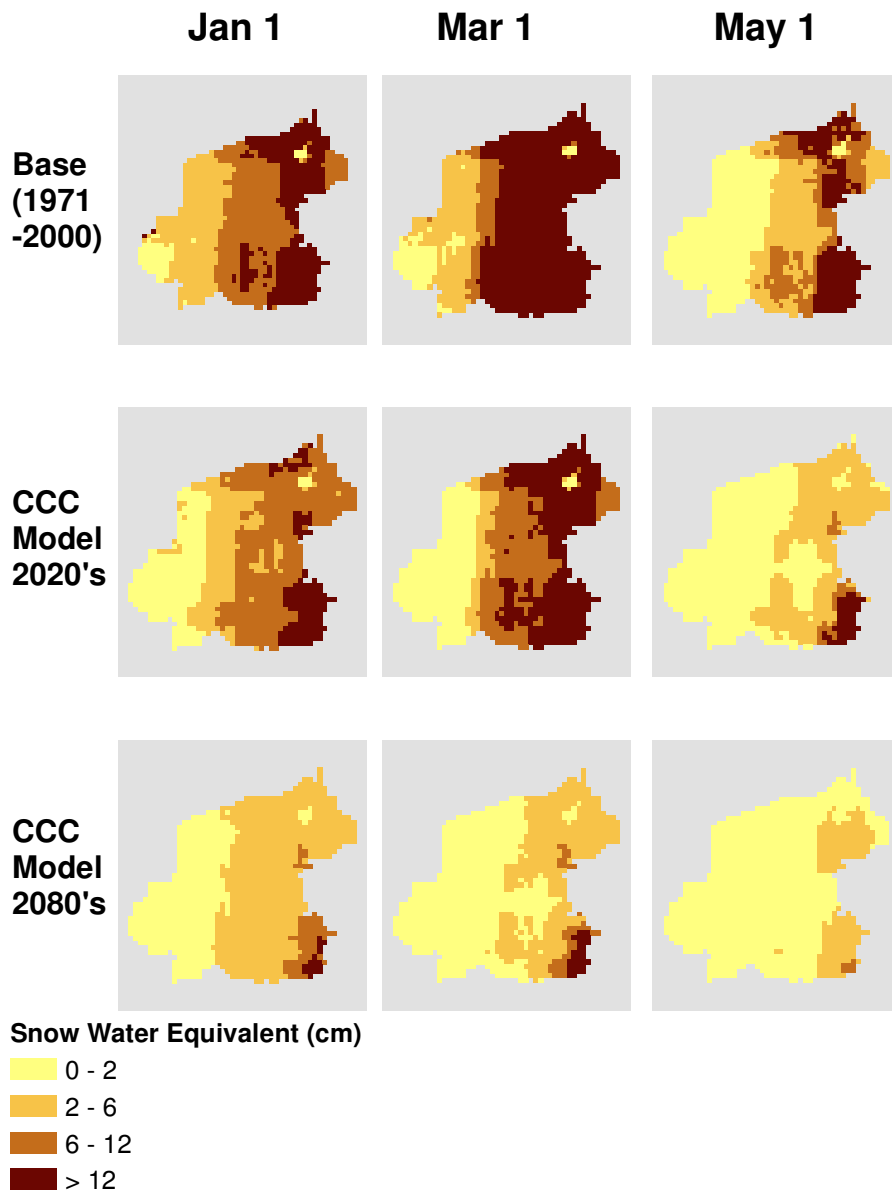 Jan 1
Mar 1
May 1
Base
(1971
-2000)
CCC
Model
2020's
CCC
Model
2080's
Snow Water Equivalent (cm)
0 - 2
2 - 6
6 - 12
> 12